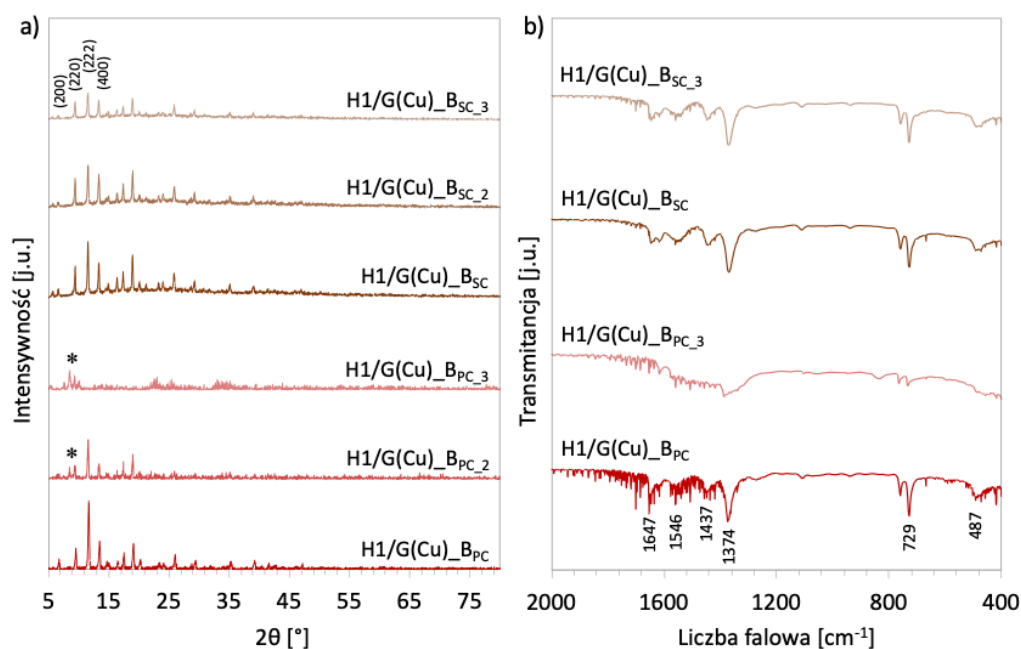 a)
(200)
(220)
(222)
(400)
H1/G(Cu)_BSC_3
H1/G(Cu)_BSC_2
H1/G(Cu)_BSC
*
H1/G(Cu)_BPC_3
*
H1/G(Cu)_BPC_2
H1/G(Cu)_BPC
Intensywność [j.u.]
5 15 25 35 45 55 65 75
2θ [°]
b)
H1/G(Cu)_BSC_3
H1/G(Cu)_BSC
H1/G(Cu)_BPC_3
H1/G(Cu)_BPC
1647
1546
1437
1374
729
487
Transmitancja [j.u.]
2000 1600 1200 800 400
Liczba falowa [cm-1]